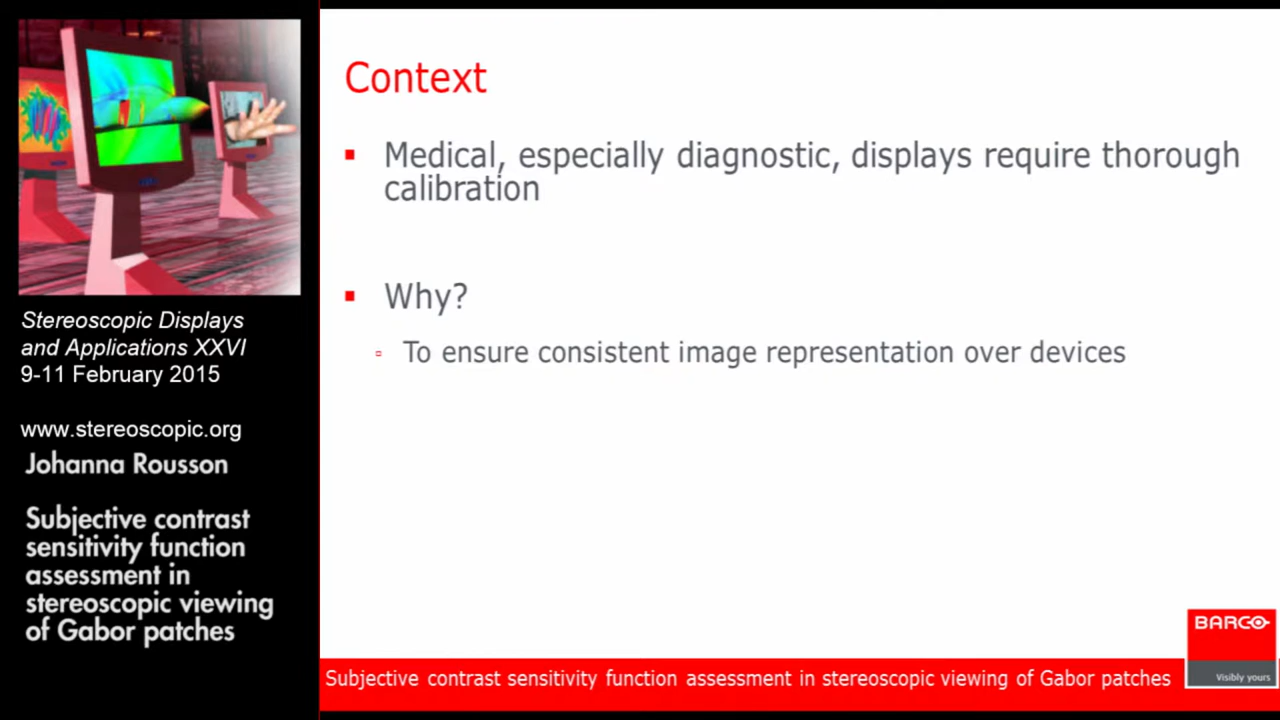 Stereoscopic Displays
and Applications XXVI
9-11 February 2015
www.stereoscopic.org
Johanna Rousson
Subjective contrast
sensitivity function
assessment in
stereoscopic viewing
of Gabor patches
Context
Medical, especially diagnostic, displays require thorough
calibration
Why?
To ensure consistent image representation over devices
Subjective contrast sensitivity function assessment in stereoscopic viewing of Gabor patches
BARCO
Visibly yours